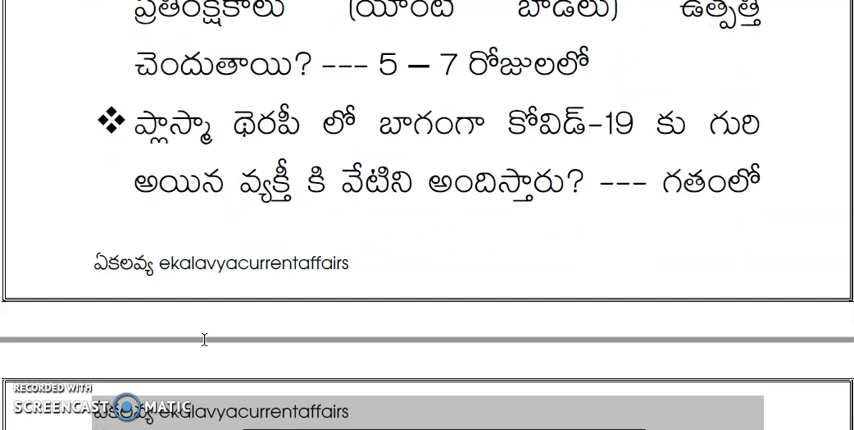 ప్రతిరక్షకాలు (యాంటీ బాడీలు) ఉత్పత్తి
చెందుతాయి? --- 5 – 7 రోజులలో
❖ ప్లాస్మా థెరపీ లో బాగంగా కోవిడ్-19 కు గురి
అయిన వ్యక్తీ కి వేటిని అందిస్తారు? --- గతంలో
ఏకలవ్య ekalavyacurrentaffairs
RECORDED WITH
SCREENCAST MATIC
ఏకలవ్య ekalavyacurrentaffairs